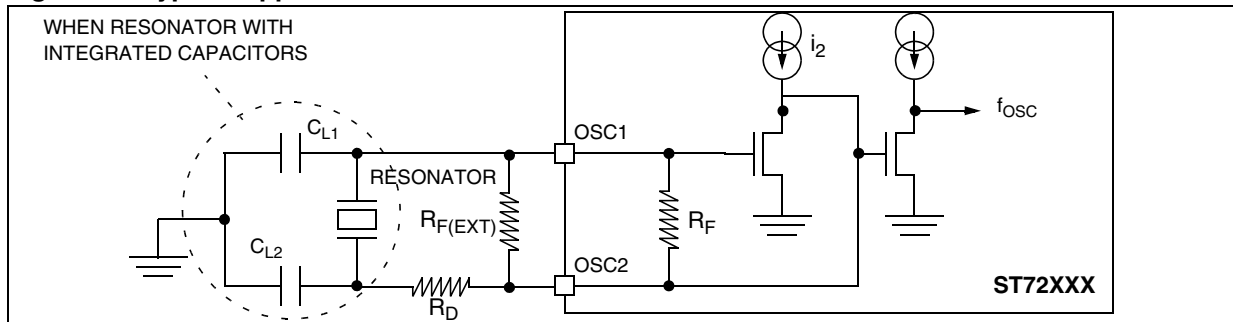 WHEN RESONATOR WITH
INTEGRATED CAPACITORS
i2
fOSC
CL1
OSC1
RESONATOR
RF(EXT)
RF
CL2
OSC2
RD
ST72XXX